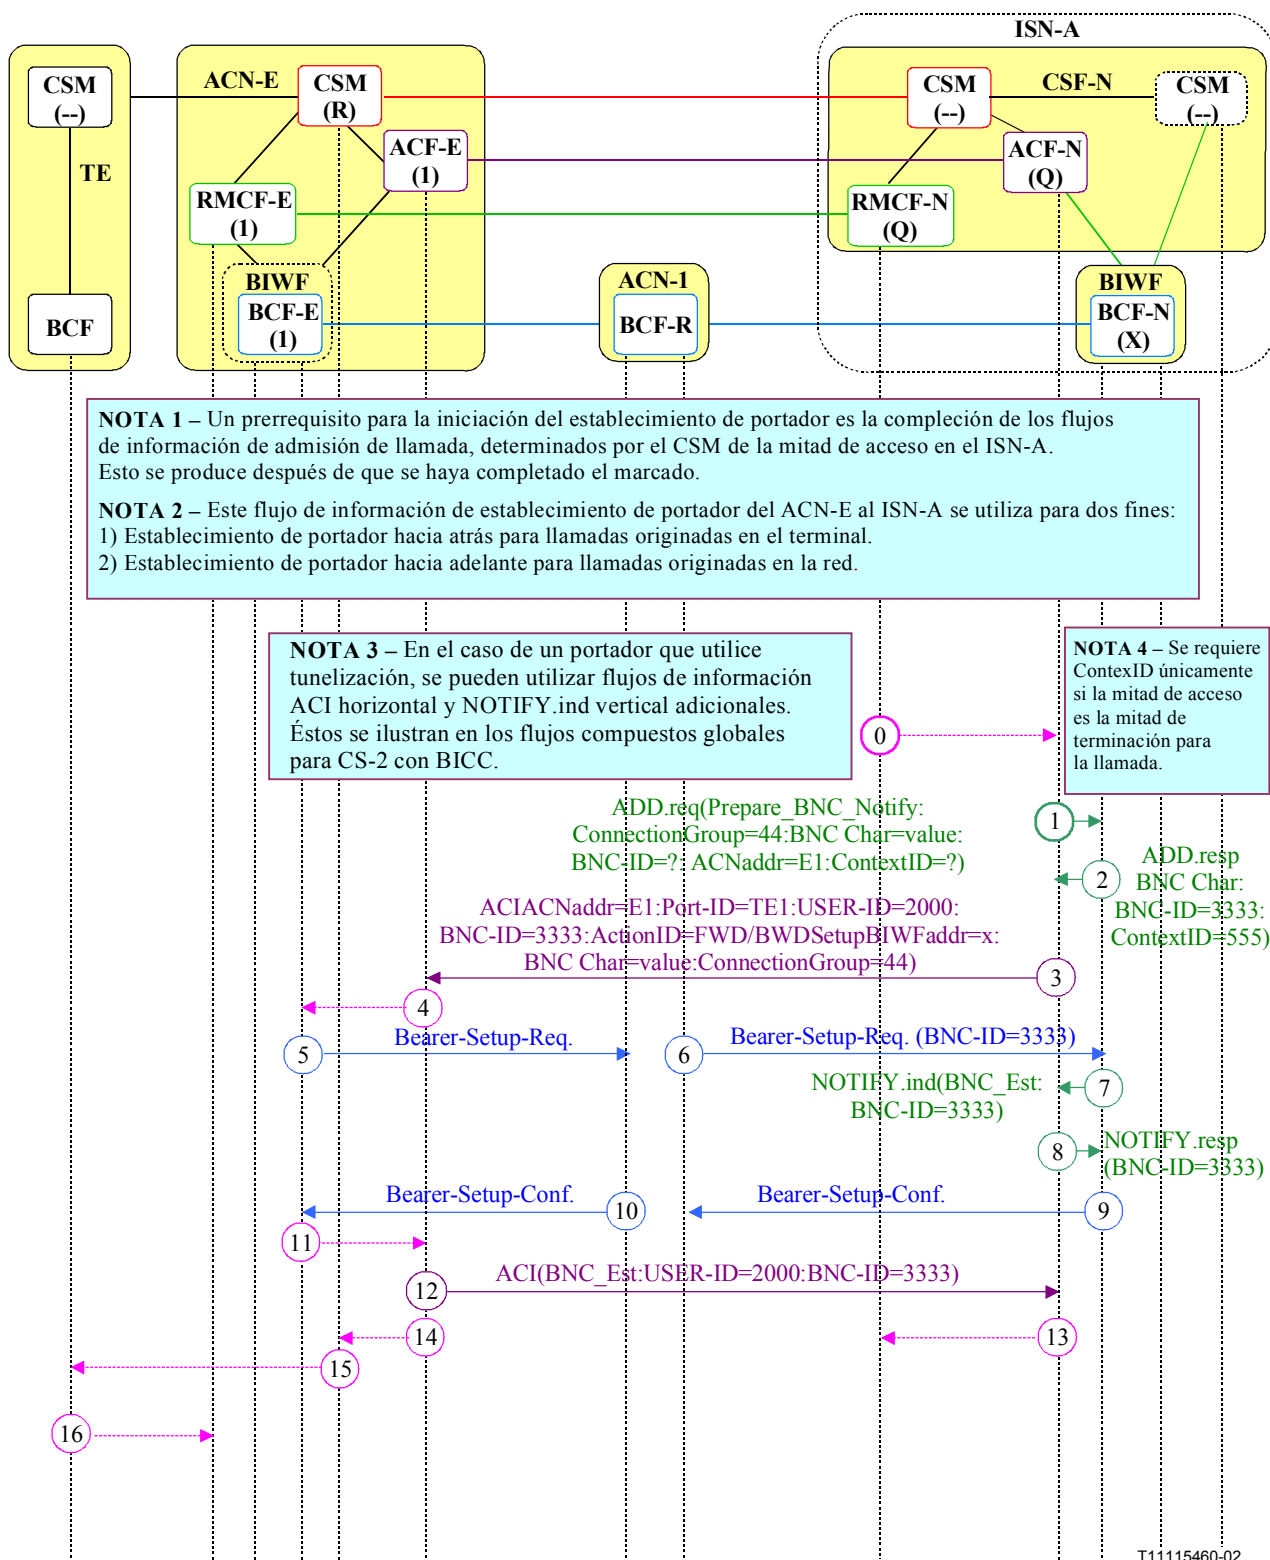 ISN-A
CSM
(--)
TE
BCF
ACN-E
CSM
(R)
ACF-E
(1)
RMCF-E
(1)
BIWF
BCF-E
(1)
ACN-1
BCF-R
CSM
(--)
CSF-N
CSM
(--)
ACF-N
(Q)
RMCF-N
(Q)
BIWF
BCF-N
(X)
NOTA 1 – Un prerrequisito para la iniciación del establecimiento de portador es la compleción de los flujos
de información de admisión de llamada, determinados por el CSM de la mitad de acceso en el ISN-A.
Esto se produce después de que se haya completado el marcado.
NOTA 2 – Este flujo de información de establecimiento de portador del ACN-E al ISN-A se utiliza para dos fines:
1) Establecimiento de portador hacia atrás para llamadas originadas en el terminal.
2) Establecimiento de portador hacia adelante para llamadas originadas en la red.
NOTA 3 – En el caso de un portador que utilice
tunelización, se pueden utilizar flujos de información
ACI horizontal y NOTIFY.ind vertical adicionales.
Éstos se ilustran en los flujos compuestos globales
para CS-2 con BICC.
NOTA 4 – Se requiere
ContexID únicamente
si la mitad de acceso
es la mitad de
terminación para
la llamada.
0
ADD.req(Prepare_BNC_Notify:
ConnectionGroup=44:BNC Char=value:
BNC-ID=?: ACNaddr=E1:ContextID=?)
1
2
ADD.resp
BNC Char:
BNC-ID=3333:
ContextID=555)
ACIACNaddr=E1:Port-ID=TE1:USER-ID=2000:
BNC-ID=3333:ActionID=FWD/BWDSetupBIWFaddr=x:
BNC Char=value:ConnectionGroup=44)
3
4
5
Bearer-Setup-Req.
6
Bearer-Setup-Req. (BNC-ID=3333)
NOTIFY.ind(BNC_Est:
BNC-ID=3333)
7
8
NOTIFY.resp
(BNC-ID=3333)
Bearer-Setup-Conf.
10
Bearer-Setup-Conf.
9
11
12
ACI(BNC_Est:USER-ID=2000:BNC-ID=3333)
14
13
15
16
T11115460-02